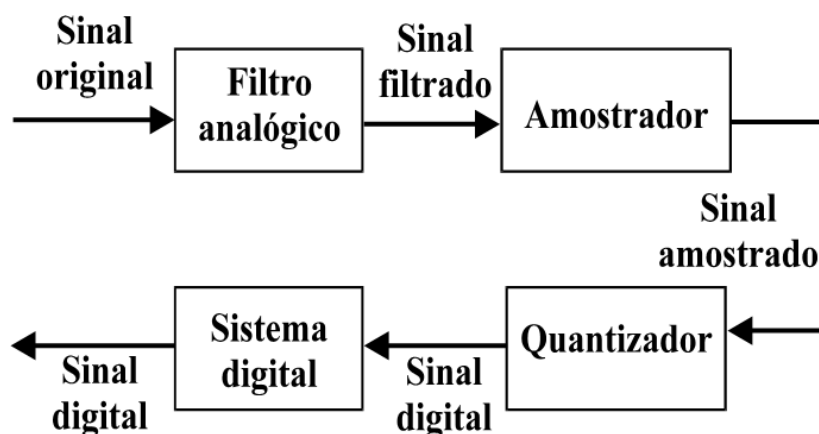 Sinal
original
Filtro
analógico
Sinal
filtrado
Amostrador
Sinal
amostrado
Quantizador
Sinal
digital
Sistema
digital
Sinal
digital